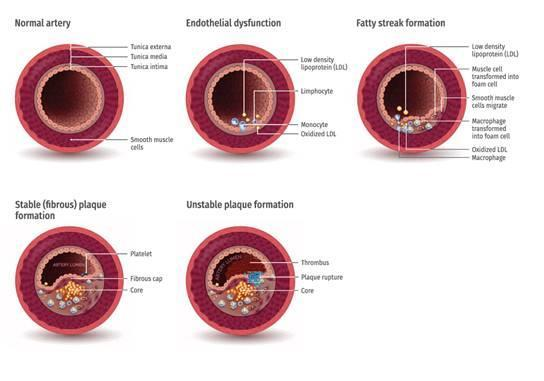 Normal artery
Tunica externa
Tunica media
Tunica intima
Smooth muscle
cells
Endothelial dysfunction
Low density
lipoprotein (LDL)
Limphocyte
Monocyte
Oxidized LDL
Fatty streak formation
Low density
lipoprotein (LDL)
Muscle cell
transformed into
foam cell
Smooth muscle
cells migrate
Macrophage
transformed
into foam cell
Oxidized LDL
Macrophage
Stable (fibrous) plaque
formation
ARTERY LUMEN
Platelet
Fibrous cap
Core
Unstable plaque formation
ARTERY LUMEN
Thrombus
Plaque rupture
Core